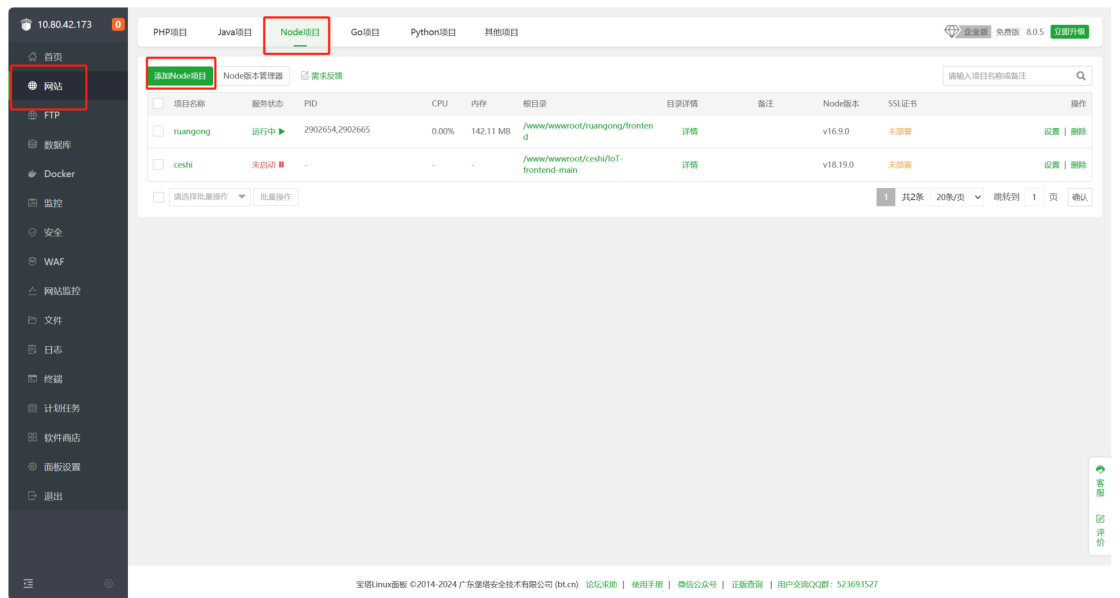 10.80.42.173 0
首页
网站
FTP
数据库
Docker
监控
安全
WAF
网站监控
文件
日志
终端
计划任务
软件商店
面板设置
退出
PHP项目 Java项目 Node项目 Go项目 Python项目 其他项目 企业版 免费版 8.0.5 立即升级
添加Node项目 Node版本管理器 需求反馈 请输入项目名称或备注
项目名称 服务状态 PID CPU 内存 根目录 目录详情 备注 Node版本 SSL证书 操作
ruangong 运行中 2902654,2902665 0.00% 142.11 MB /www/wwwroot/ruangong/fronten 详情 v16.9.0 未部署 设置 | 删除
d
ceshi 未启动 - - - /www/wwwroot/ceshi/IoT- 详情 v18.19.0 未部署 设置 | 删除
frontend-main
请选择批量操作 批量操作 1 共2条 20条/页 跳转到 1 页 确认
客服
评价
宝塔Linux面板 ©2014-2024 广东堡塔安全技术有限公司 (bt.cn) 论坛求助 | 使用手册 | 微信公众号 | 正版查询 | 用户交流QQ群：523693527